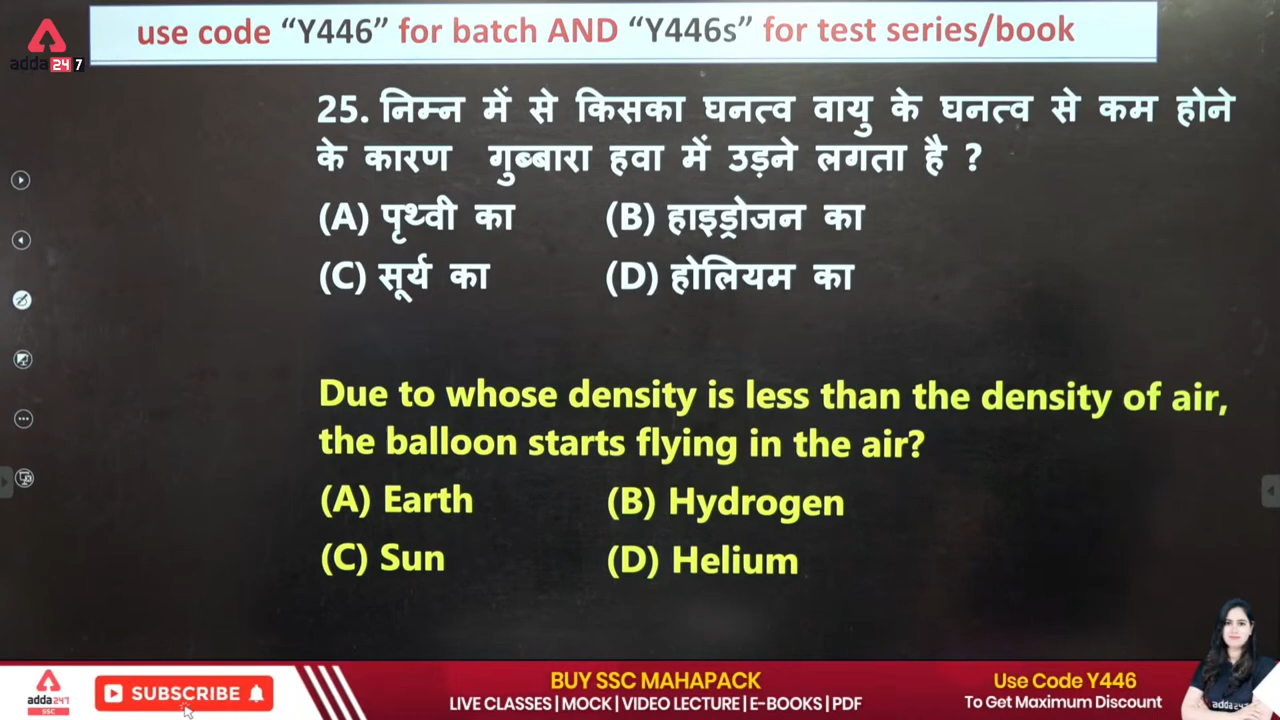 use code “Y446” for batch AND “Y446s” for test series/book
adda 24 7
25. निम्न में से किसका घनत्व वायु के घनत्व से कम होने
के कारण गुब्बारा हवा में उड़ने लगता है ?
(A) पृथ्वी का (B) हाइड्रोजन का
(C) सूर्य का (D) होलियम का
Due to whose density is less than the density of air,
the balloon starts flying in the air?
(A) Earth (B) Hydrogen
(C) Sun (D) Helium
adda 247
SSC
SUBSCRIBE
BUY SSC MAHAPACK
LIVE CLASSES | MOCK | VIDEO LECTURE | E-BOOKS | PDF
Use Code Y446
To Get Maximum Discount
adda247